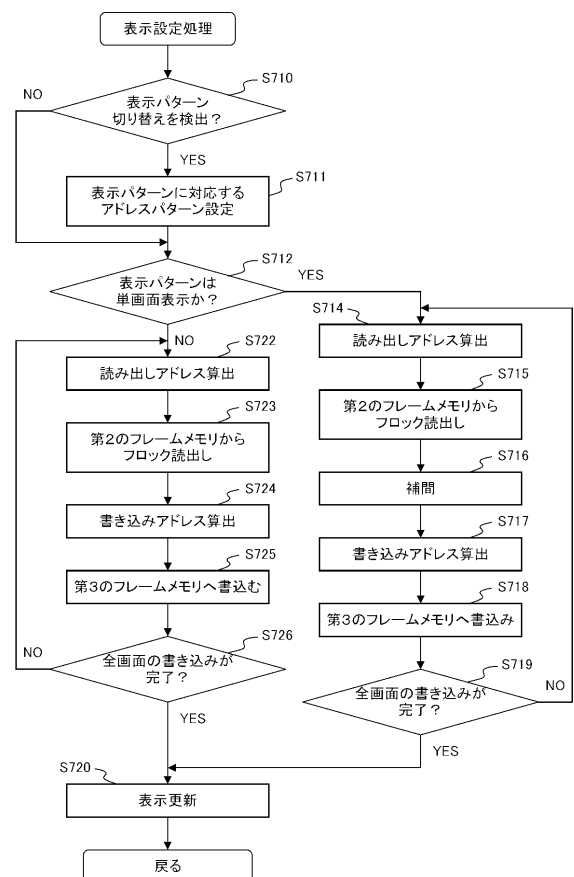 表示設定処理
S710
NO
表示パターン
切り替えを検出？
YES
S711
表示パターンに対応する
アドレスパターン設定
S712
表示パターンは
単画面表示か？
YES
NO
S722
読み出しアドレス算出
S723
第2のフレームメモリから
フロック読出し
S724
書き込みアドレス算出
S725
第3のフレームメモリへ書込む
S726
NO
全画面の書き込みが
完了？
YES
S714
読み出しアドレス算出
S715
第2のフレームメモリから
フロック読出し
S716
補間
S717
書き込みアドレス算出
S718
第3のフレームメモリへ書込み
S719
全画面の書き込みが
完了？
NO
YES
S720
表示更新
戻る